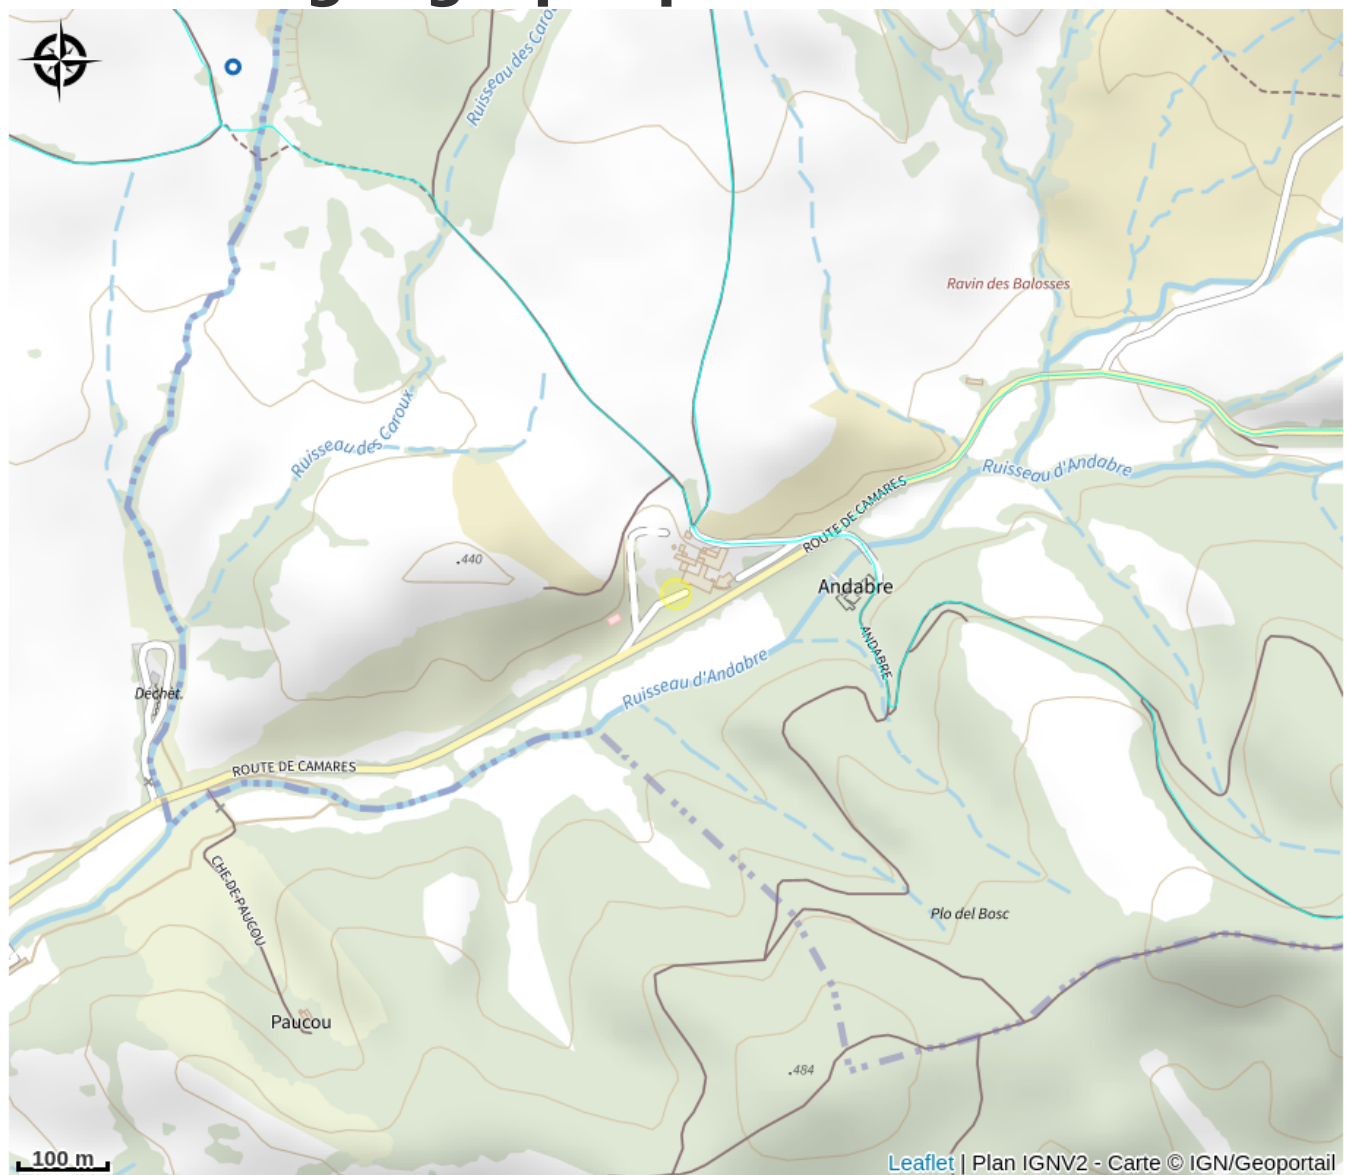 Ruisseau des Carou
Ravin des Balosses
Ruisseau des Caroux
Ruisseau d'Andabre
ROUTE DE CAMARES
.440
Andabre
ANDABRE
Ruisseau d'Andabre
Déchèt.
ROUTE DE CAMARES
CHE-DE-PAUCOU
Plo del Bosc
Paucou
.484
100 m
Leaflet | Plan IGNV2 - Carte © IGN/Geoportail